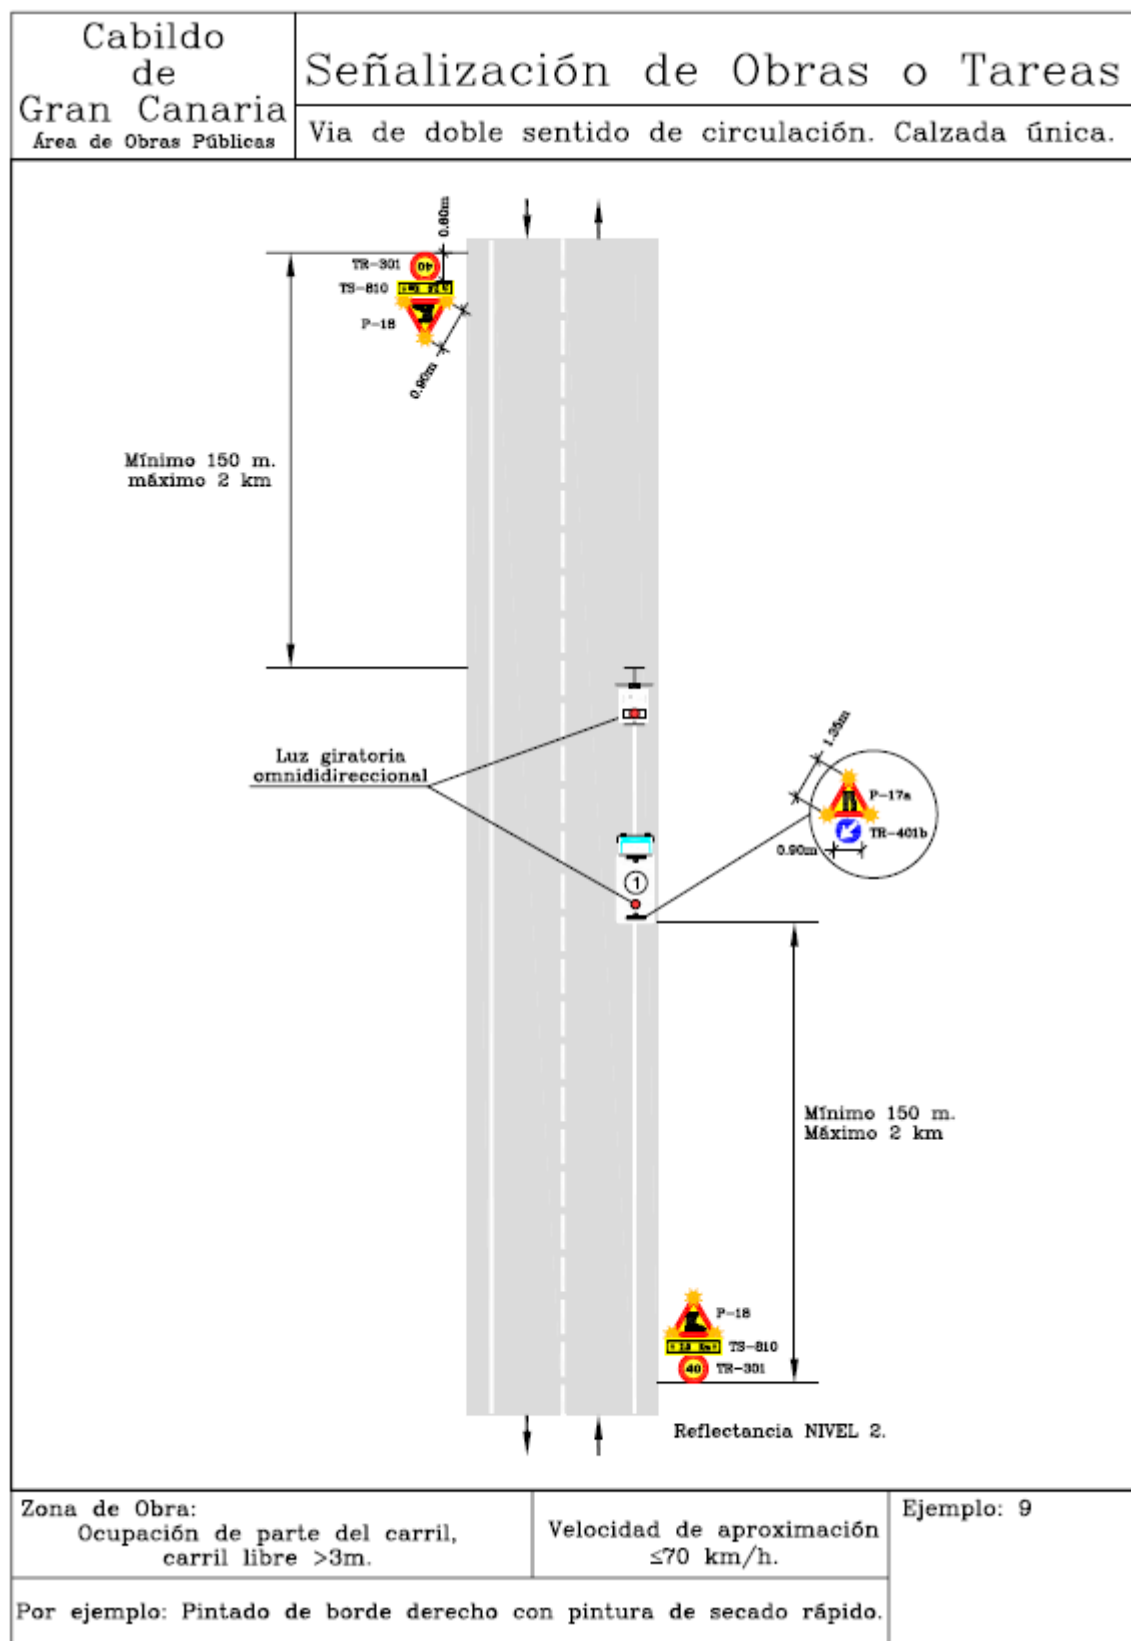 Cabildo
de
Gran Canaria
Área de Obras Públicas
Señalización de Obras o Tareas
Via de doble sentido de circulación. Calzada única.
0.60m
TR-301
40
TS-810
P-18
0.90m
Mínimo 150 m.
máximo 2 km
Luz giratoria
omnididireccional
1
1.35m
P-17a
TR-401b
0.90m
Mínimo 150 m.
Máximo 2 km
P-18
TS-810
40
TR-301
Reflectancia NIVEL 2.
Zona de Obra:
Ocupación de parte del carril,
carril libre >3m.
Velocidad de aproximación
≤70 km/h.
Ejemplo: 9
Por ejemplo: Pintado de borde derecho con pintura de secado rápido.